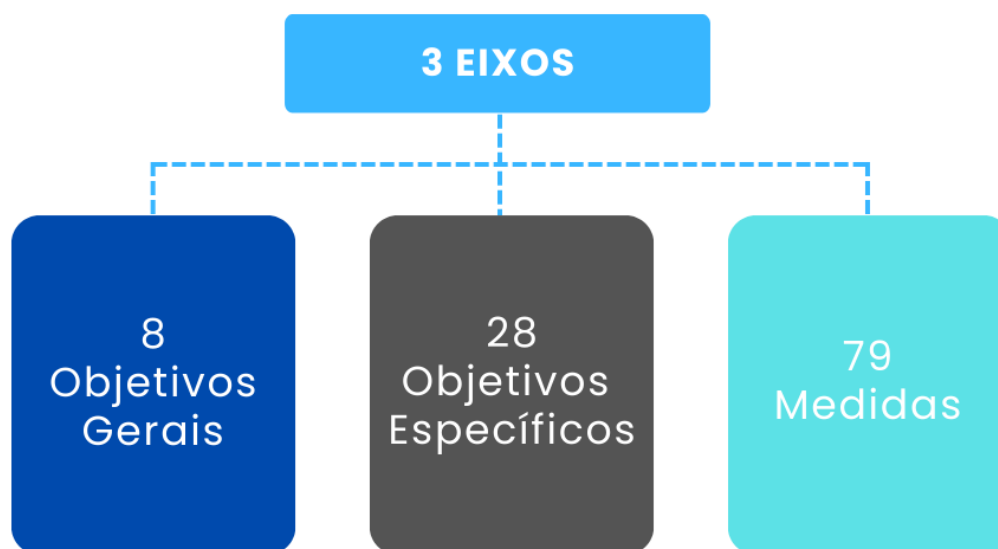 3 EIXOS
8
Objetivos
Gerais
28
Objetivos
Específicos
79
Medidas